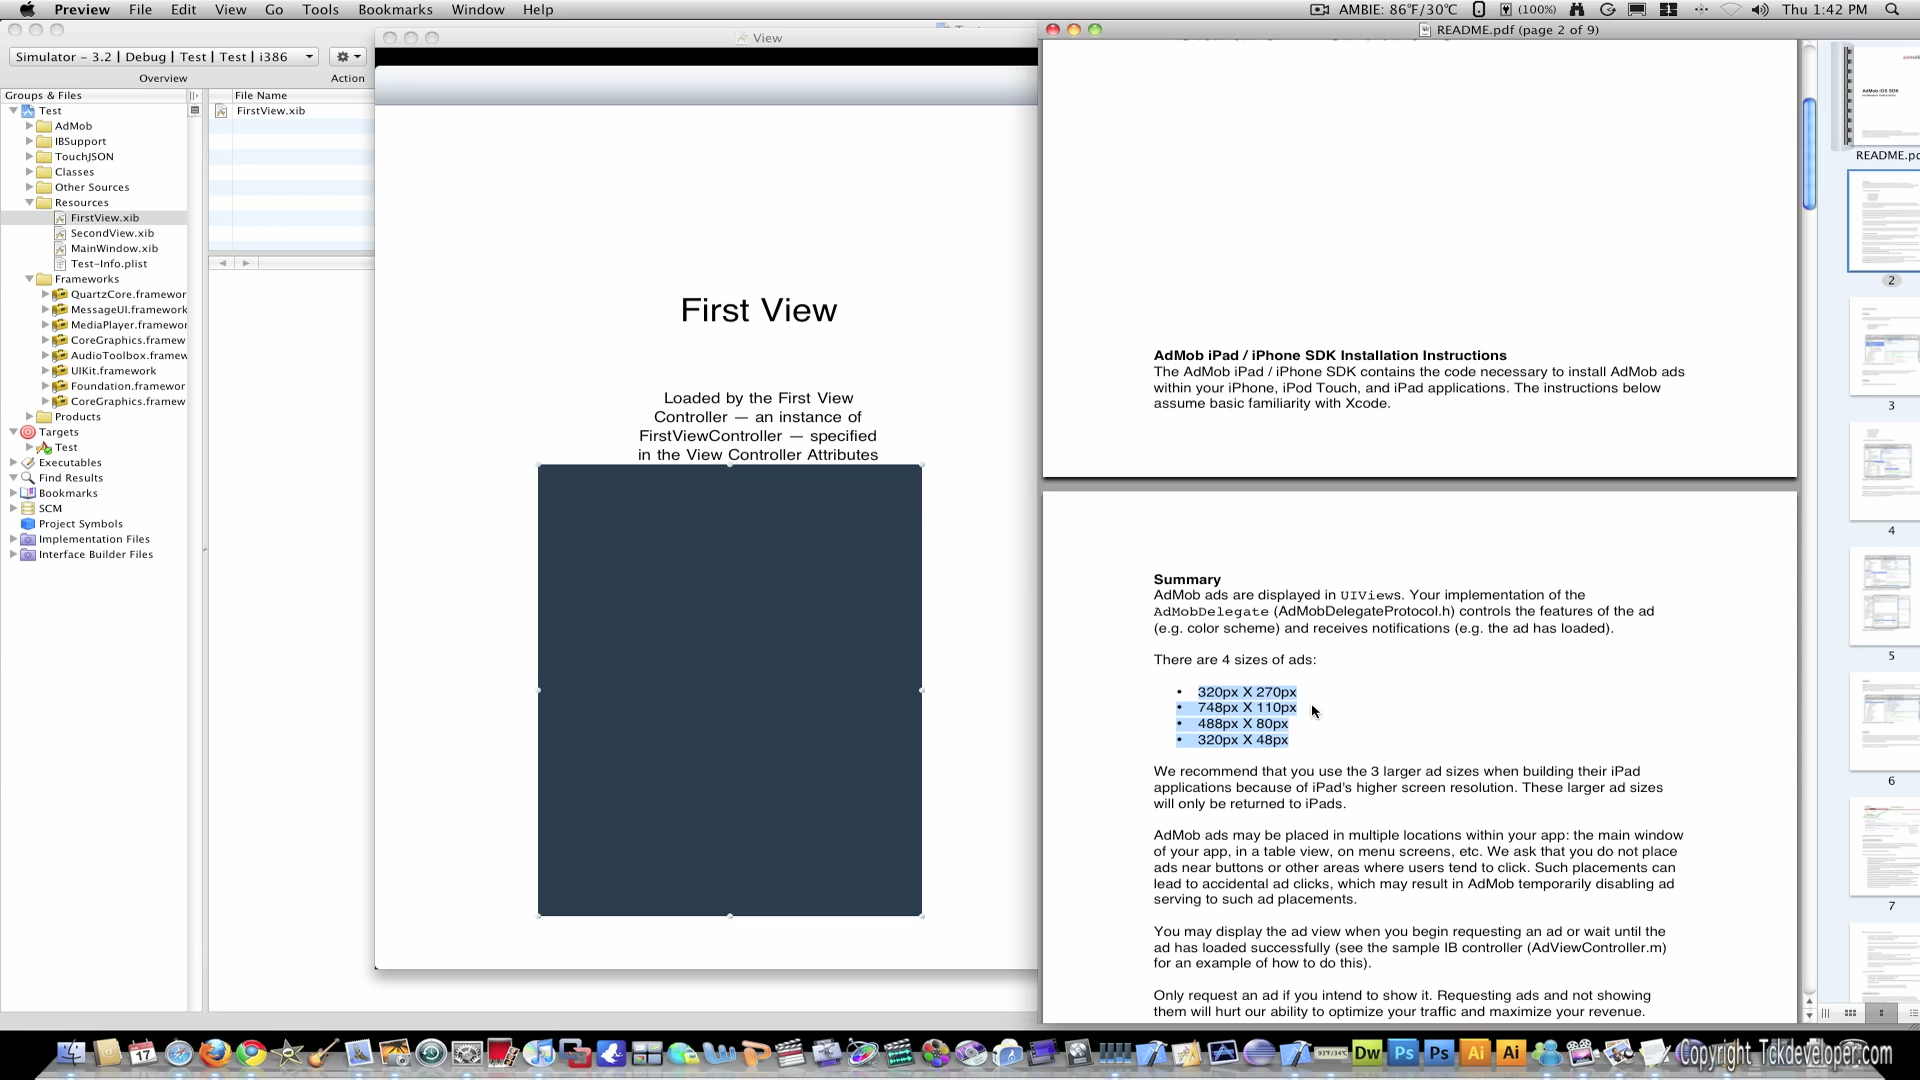 Preview File Edit View Go Tools Bookmarks Window Help
AMBIE: 86°F/30°C (100%) Thu 1:42 PM
Simulator – 3.2 | Debug | Test | Test | i386
Overview
Action
Groups & Files
Test
AdMob
IBSupport
TouchJSON
Classes
Other Sources
Resources
FirstView.xib
SecondView.xib
MainWindow.xib
Test-Info.plist
Frameworks
QuartzCore.framewor
MessageUI.framework
MediaPlayer.framewor
CoreGraphics.framew
AudioToolbox.framew
UIKit.framework
Foundation.framewor
CoreGraphics.framew
Products
Targets
Test
Executables
Find Results
Bookmarks
SCM
Project Symbols
Implementation Files
Interface Builder Files
File Name
FirstView.xib
View
First View
Loaded by the First View
Controller — an instance of
FirstViewController — specified
in the View Controller Attributes
README.pdf (page 2 of 9)
AdMob iPad / iPhone SDK Installation Instructions
The AdMob iPad / iPhone SDK contains the code necessary to install AdMob ads
within your iPhone, iPod Touch, and iPad applications. The instructions below
assume basic familiarity with Xcode.
Summary
AdMob ads are displayed in UIViews. Your implementation of the
AdMobDelegate (AdMobDelegateProtocol.h) controls the features of the ad
(e.g. color scheme) and receives notifications (e.g. the ad has loaded).
There are 4 sizes of ads:
• 320px X 270px
• 748px X 110px
• 488px X 80px
• 320px X 48px
We recommend that you use the 3 larger ad sizes when building their iPad
applications because of iPad's higher screen resolution. These larger ad sizes
will only be returned to iPads.
AdMob ads may be placed in multiple locations within your app: the main window
of your app, in a table view, on menu screens, etc. We ask that you do not place
ads near buttons or other areas where users tend to click. Such placements can
lead to accidental ad clicks, which may result in AdMob temporarily disabling ad
serving to such ad placements.
You may display the ad view when you begin requesting an ad or wait until the
ad has loaded successfully (see the sample IB controller (AdViewController.m)
for an example of how to do this).
Only request an ad if you intend to show it. Requesting ads and not showing
them will hurt our ability to optimize your traffic and maximize your revenue.
AdMob iOS SDK
README.pd
2
3
4
5
6
7
17
93°F/34°C
Dw
Ps
Ps
Ai
Ai
Copyright Tckdeveloper.com